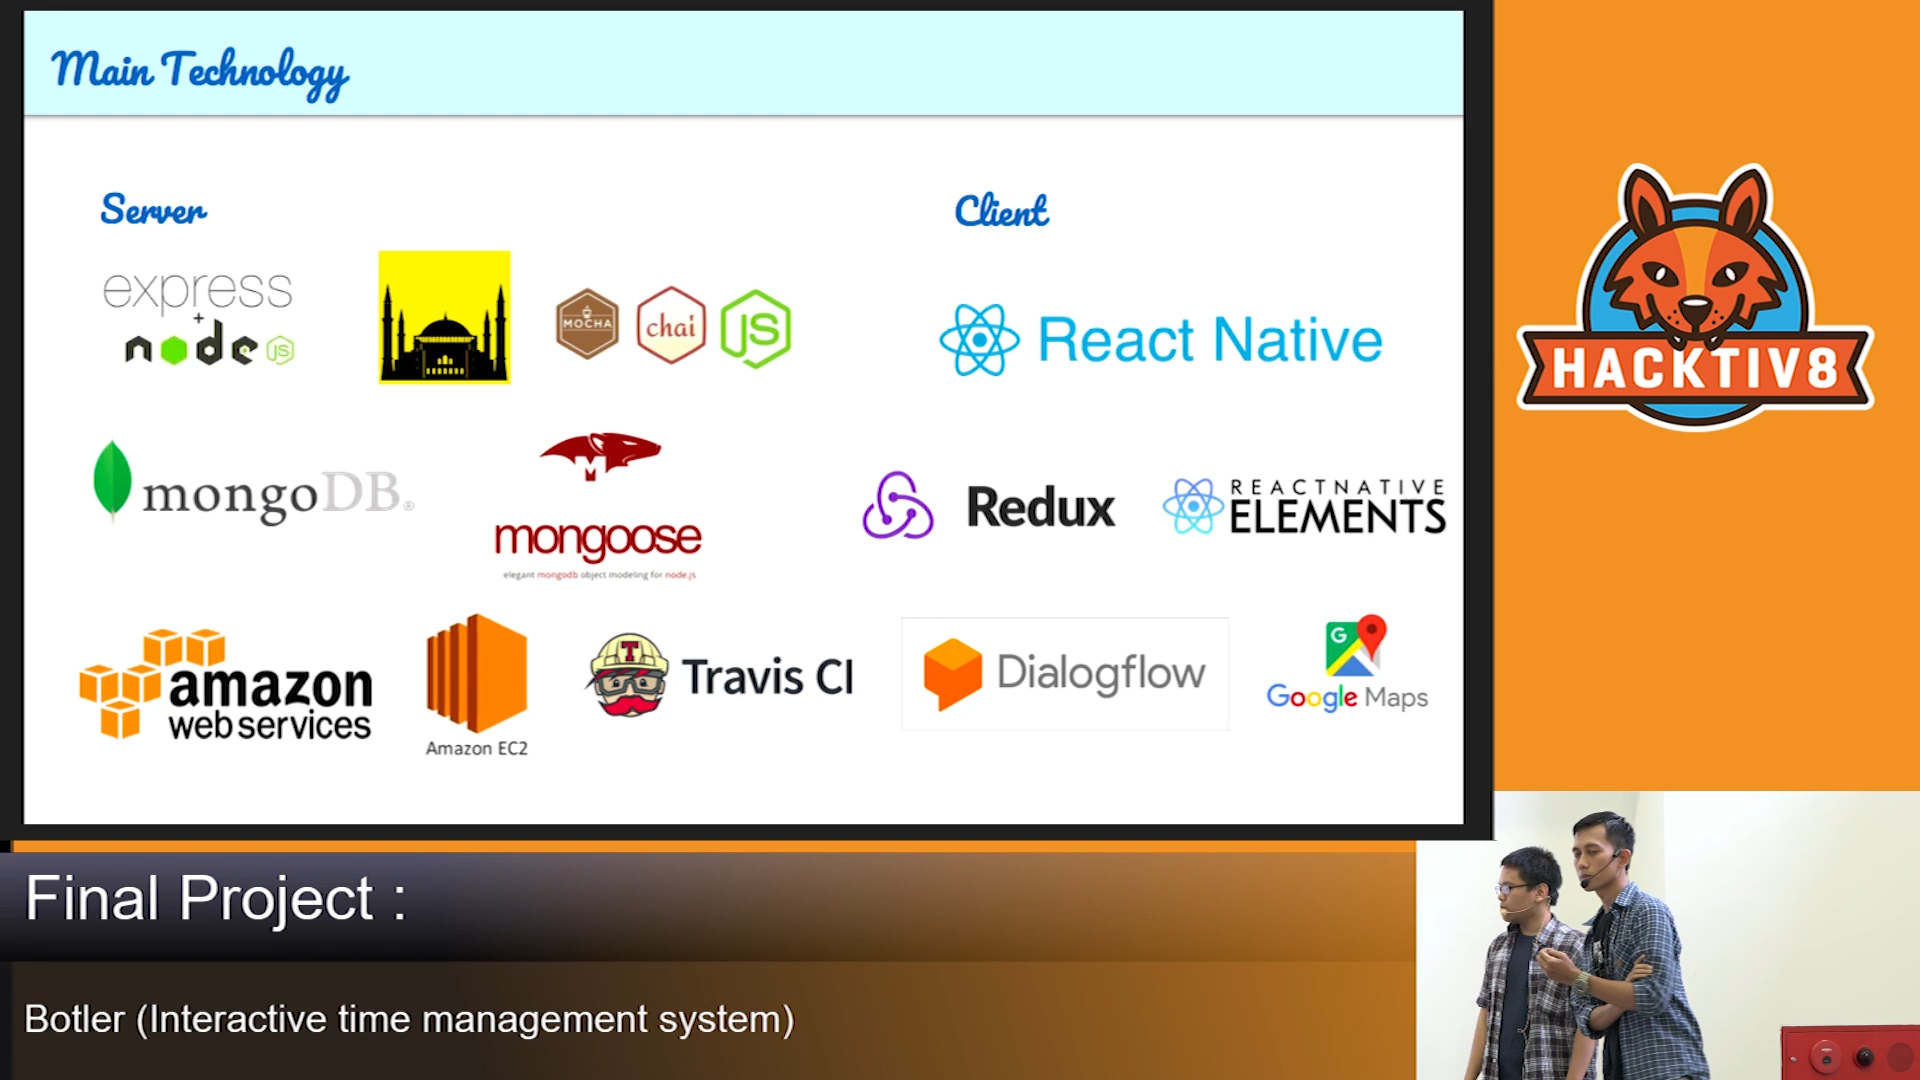 Main Technology
Server
Client
express
+
node JS
MOCHA
chai
JS
React Native
mongoDB®
M
mongoose
elegant mongodb object modeling for node.js
Redux
REACTNATIVE
ELEMENTS
amazon
web services
Amazon EC2
T
Travis CI
Dialogflow
G
Google Maps
HACKTIV8
Final Project :
Botler (Interactive time management system)